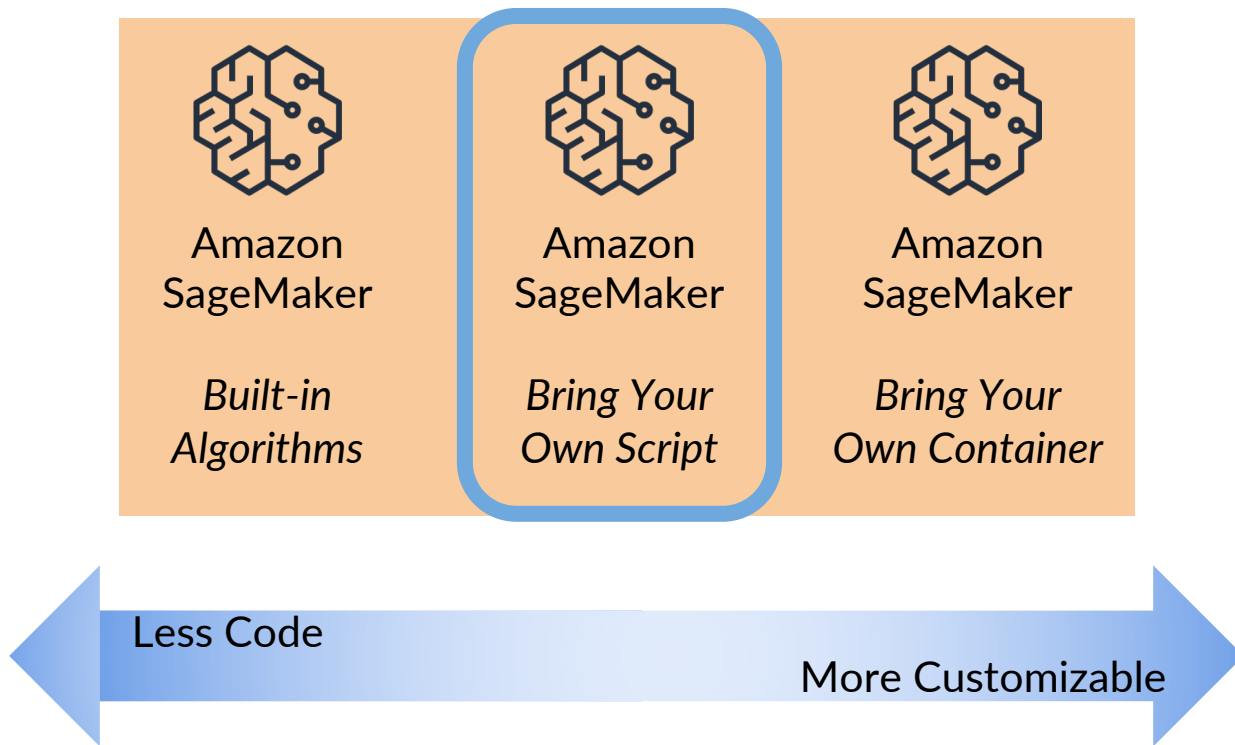 Amazon
SageMaker
Built-in
Algorithms
Amazon
SageMaker
Bring Your
Own Script
Amazon
SageMaker
Bring Your
Own Container
Less Code
More Customizable